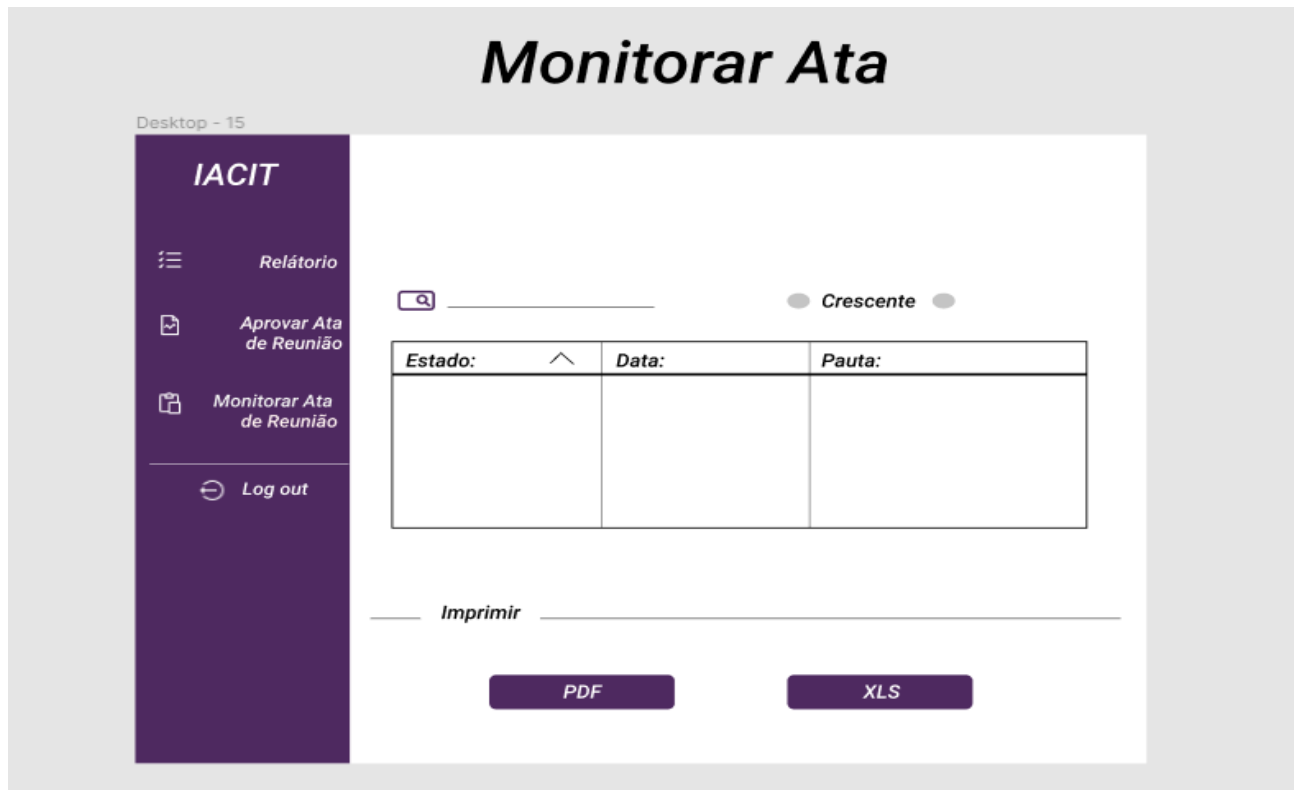 Monitorar Ata
Desktop - 15
IACIT
Relátorio
Aprovar Ata
de Reunião
Monitorar Ata
de Reunião
Log out
Crescente
Estado:
Data:
Pauta:
Imprimir
PDF
XLS